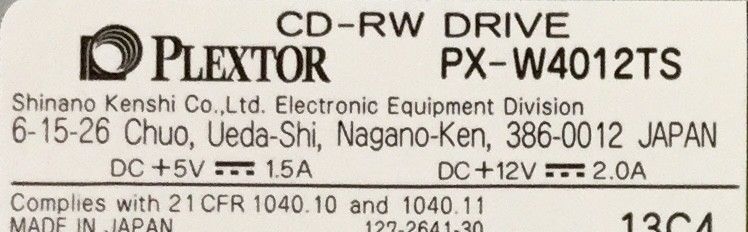 CD-RW DRIVE
PLEXTOR PX-W4012TS
Shinano Kenshi Co.,Ltd. Electronic Equipment Division
6-15-26 Chuo, Ueda-Shi, Nagano-Ken, 386-0012 JAPAN
DC +5V 1.5A DC+12V 2.0A
Complies with 21 CFR 1040.10 and 1040.11
MADE IN JAPAN 127-2641-30 13C4